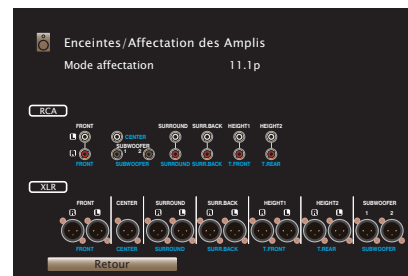 Enceintes/Affectation des Amplis
Mode affectation 11.1p
RCA
FRONT SURROUND SURR.BACK HEIGHT1 HEIGHT2
L CENTER
SUBWOOFER
R 1 2
FRONT SUBWOOFER SURROUND SURR.BACK T.FRONT T.REAR
XLR
FRONT CENTER SURROUND SURR.BACK HEIGHT1 HEIGHT2 SUBWOOFER
R L R L R L R L R L 1 2
FRONT CENTER SURROUND SURR.BACK T.FRONT T.REAR SUBWOOFER
Retour